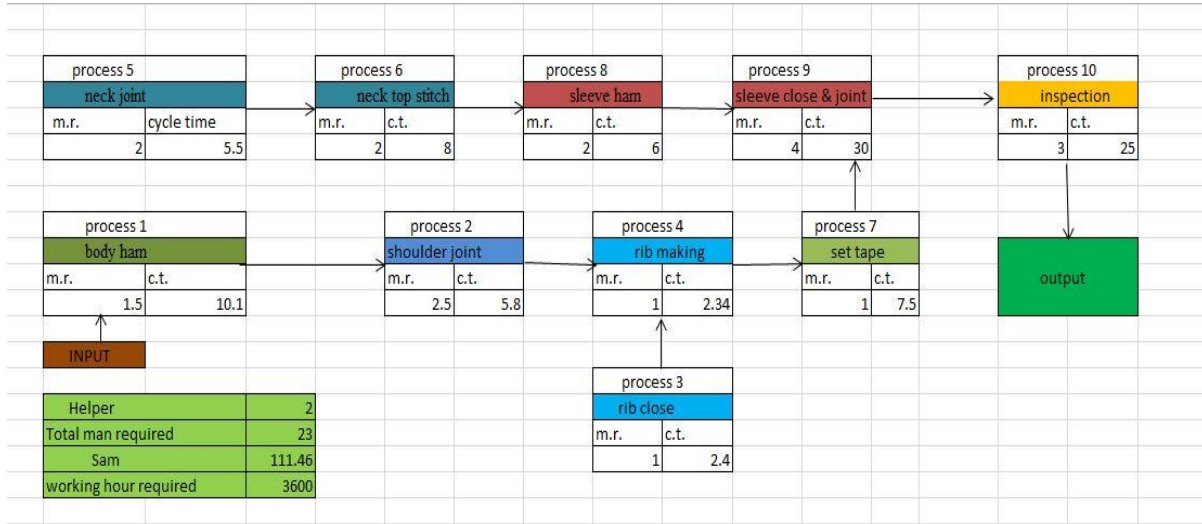 process 5 process 6 process 8 process 9 process 10
neck joint neck top stitch sleeve ham sleeve close & joint inspection
m.r. cycle time m.r. c.t. m.r. c.t. m.r. c.t. m.r. c.t.
2 5.5 2 8 2 6 4 30 3 25
process 1 process 2 process 4 process 7
body ham shoulder joint rib making set tape
m.r. c.t. m.r. c.t. m.r. c.t. m.r. c.t.
output
1.5 10.1 2.5 5.8 1 2.34 1 7.5
INPUT
process 3
Helper 2 rib close
Total man required 23 m.r. c.t.
Sam 111.46 1 2.4
working hour required 3600